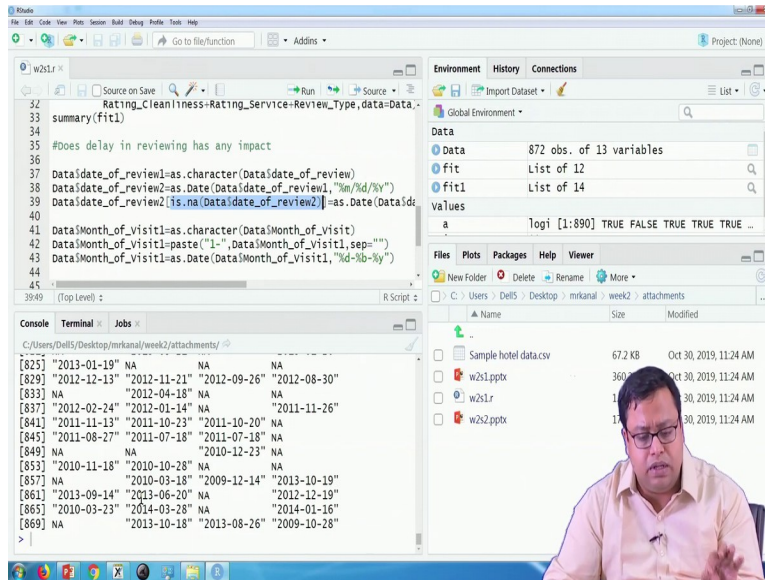 RStudio
File Edit Code View Plots Session Build Debug Profile Tools Help
Go to file/function
Addins
Project: (None)
w2s1.r
Source on Save
Run
Source
32 Rating_Cleanliness+Rating_Service+Review_Type,data=Data,
33 summary(fit1)
34
35 #Does delay in reviewing has any impact
36
37 Data$date_of_review1=as.character(Data$date_of_review)
38 Data$date_of_review2=as.Date(Data$date_of_review1,"%m/%d/%Y")
39 Data$date_of_review2[is.na(Data$date_of_review2)]=as.Date(Data$da
40
41 Data$Month_of_Visit1=as.character(Data$Month_of_Visit)
42 Data$Month_of_Visit1=paste("1-",Data$Month_of_Visit1,sep="")
43 Data$Month_of_Visit1=as.Date(Data$Month_of_Visit1,"%d-%b-%y")
44
45
39:49 (Top Level) R Script
Console Terminal Jobs
C:/Users/Dell5/Desktop/mrkanal/week2/attachments/
[825] "2013-01-19" NA NA NA
[829] "2012-12-13" "2012-11-21" "2012-09-26" "2012-08-30"
[833] NA "2012-04-18" NA NA
[837] "2012-02-24" "2012-01-14" NA "2011-11-26"
[841] "2011-11-13" "2011-10-23" "2011-10-20" NA
[845] "2011-08-27" "2011-07-18" "2011-07-18" NA
[849] NA NA "2010-12-23" NA
[853] "2010-11-18" "2010-10-28" NA NA
[857] NA "2010-03-18" "2009-12-14" "2013-10-19"
[861] "2013-09-14" "2013-06-20" NA "2012-12-19"
[865] "2010-03-23" "2014-03-28" NA "2014-01-16"
[869] NA "2013-10-18" "2013-08-26" "2009-10-28"
>
Environment History Connections
Import Dataset
List
Global Environment
Data
Data 872 obs. of 13 variables
fit List of 12
fit1 List of 14
Values
a logi [1:890] TRUE FALSE TRUE TRUE TRUE …
Files Plots Packages Help Viewer
New Folder Delete Rename More
C: Users Dell5 Desktop mrkanal week2 attachments
Name Size Modified
..
Sample hotel data.csv 67.2 KB Oct 30, 2019, 11:24 AM
w2s1.pptx 360 Oct 30, 2019, 11:24 AM
w2s1.r 30, 2019, 11:24 AM
w2s2.pptx 30, 2019, 11:24 AM